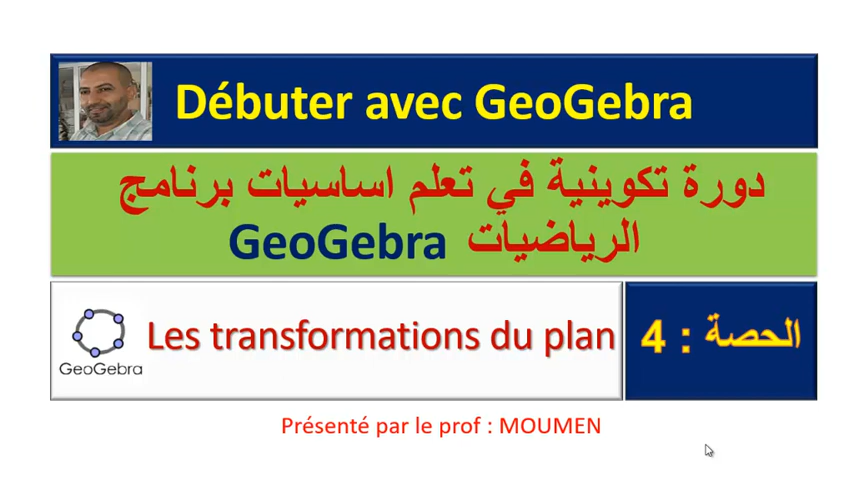 Débuter avec GeoGebra
دورة تكوينية في تعلم اساسيات برنامج
الرياضيات GeoGebra
GeoGebra
Les transformations du plan
الحصة : 4
Présenté par le prof : MOUMEN